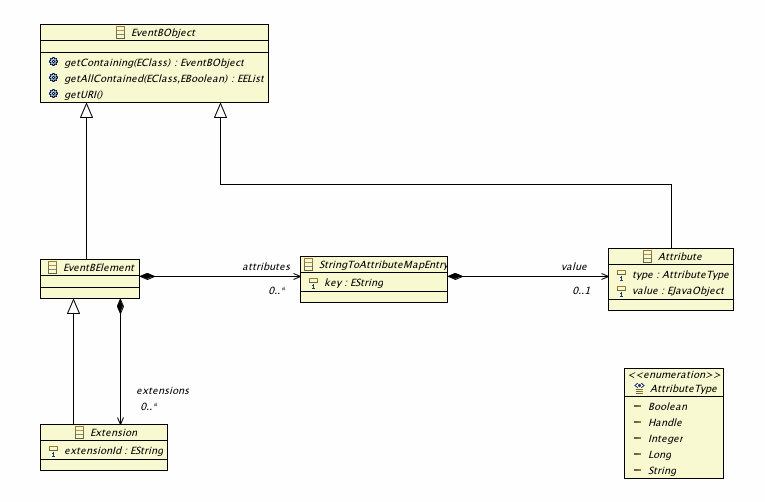 EventBObject
getContaining(EClass) : EventBObject
getAllContained(EClass,EBoolean) : EEList
getURI()
EventBElement
attributes
0..*
StringToAttributeMapEntry
key : EString
value
0..1
Attribute
type : AttributeType
value : EJavaObject
extensions
0..*
Extension
extensionId : EString
<<enumeration>>
AttributeType
Boolean
Handle
Integer
Long
String